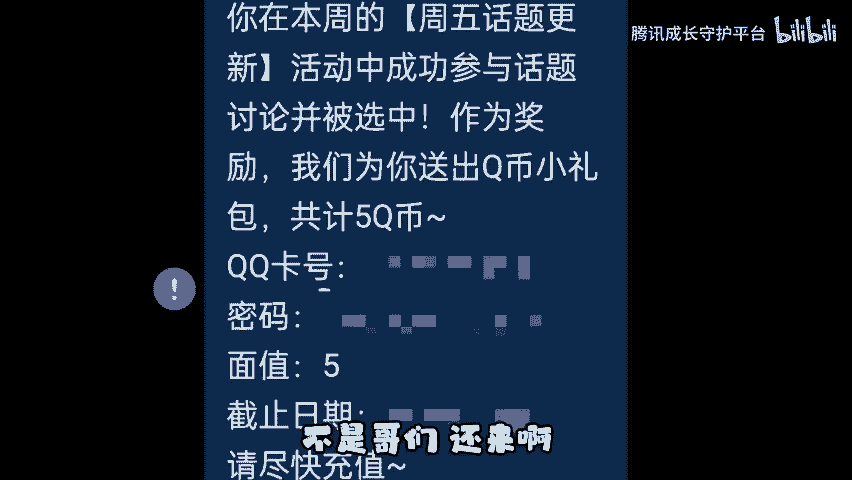 你在本周的【周五话题更
新】活动中成功参与话题
讨论并被选中！作为奖
励，我们为你送出Q币小礼
包，共计5Q币~
QQ卡号：
密码：
面值：5
截止日期：
请尽快充值~
不是哥们 还来啊
腾讯成长守护平台 bilibili
!